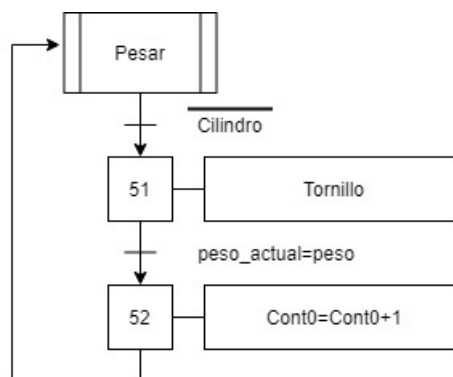 Pesar
Cilindro
51
Tornillo
peso_actual=peso
52
Cont0=Cont0+1